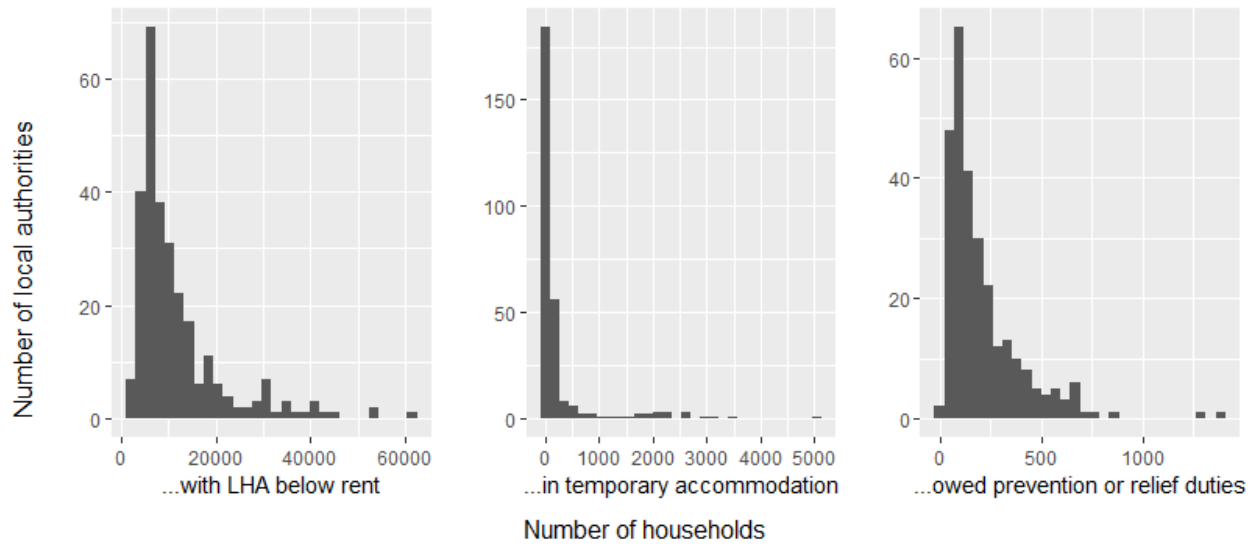 Number of local authorities
60
40
20
0
0 20000 40000 60000
...with LHA below rent
150
100
50
0
0 1000 2000 3000 4000 5000
...in temporary accommodation
60
40
20
0
0 500 1000
...owed prevention or relief duties
Number of households